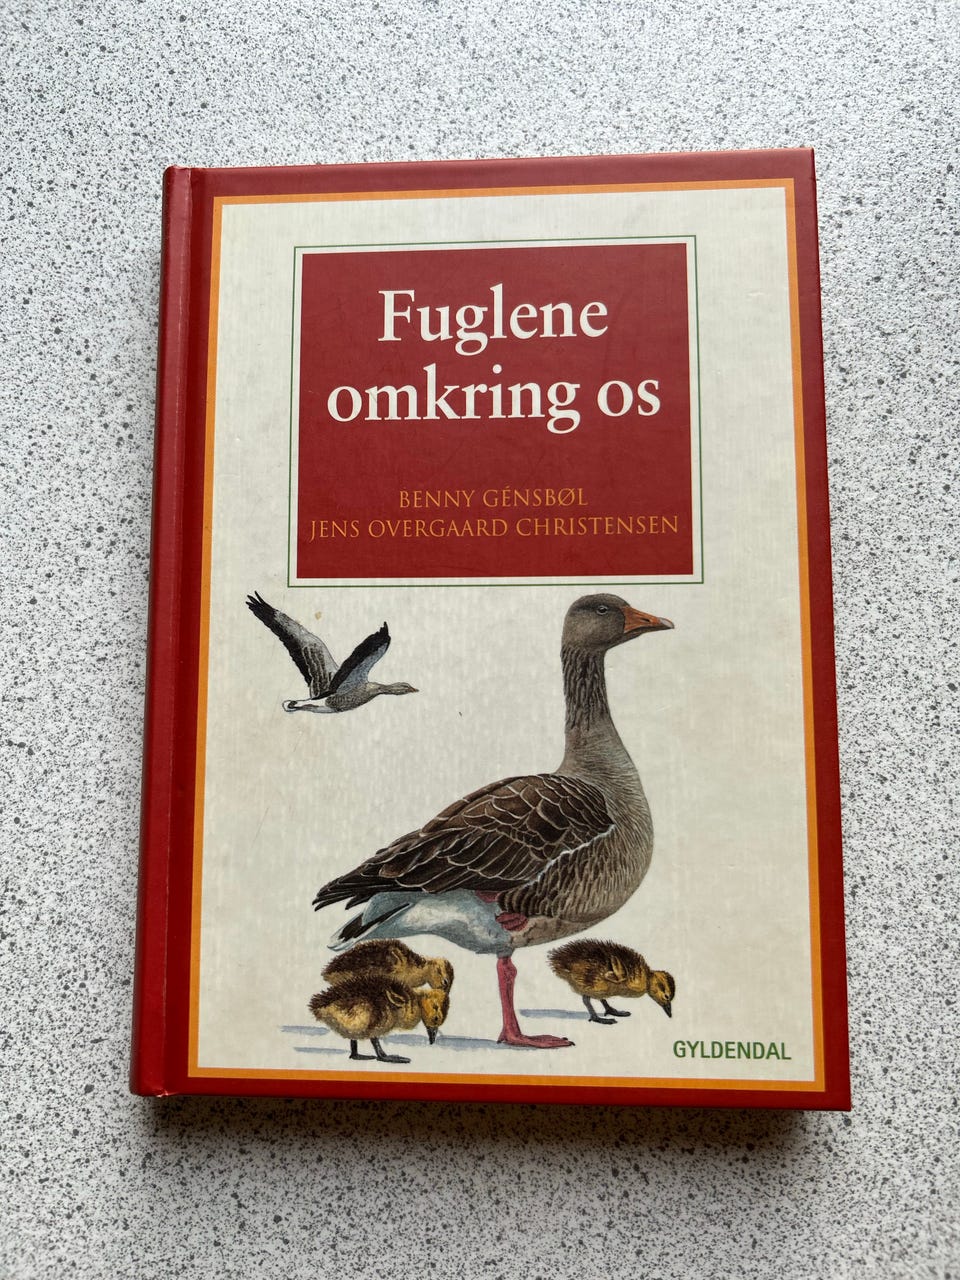 Fuglene
omkring os
BENNY GÉNSBØL
JENS OVERGAARD CHRISTENSEN
GYLDENDAL